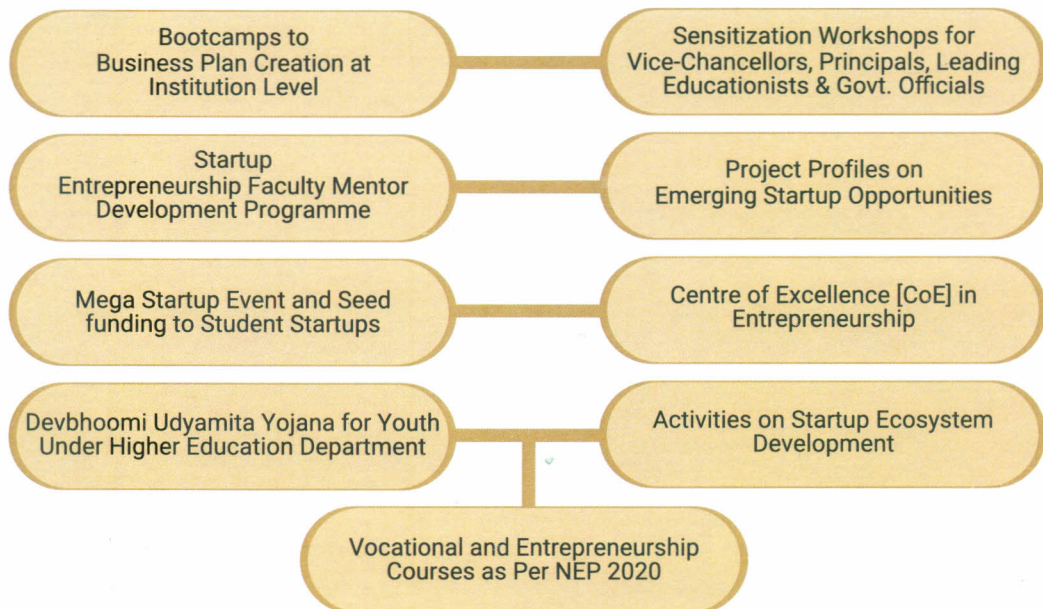 Bootcamps to
Business Plan Creation at
Institution Level
Sensitization Workshops for
Vice-Chancellors, Principals, Leading
Educationists & Govt. Officials
Startup
Entrepreneurship Faculty Mentor
Development Programme
Project Profiles on
Emerging Startup Opportunities
Mega Startup Event and Seed
funding to Student Startups
Centre of Excellence [CoE] in
Entrepreneurship
Devbhoomi Udyamita Yojana for Youth
Under Higher Education Department
Activities on Startup Ecosystem
Development
Vocational and Entrepreneurship
Courses as Per NEP 2020